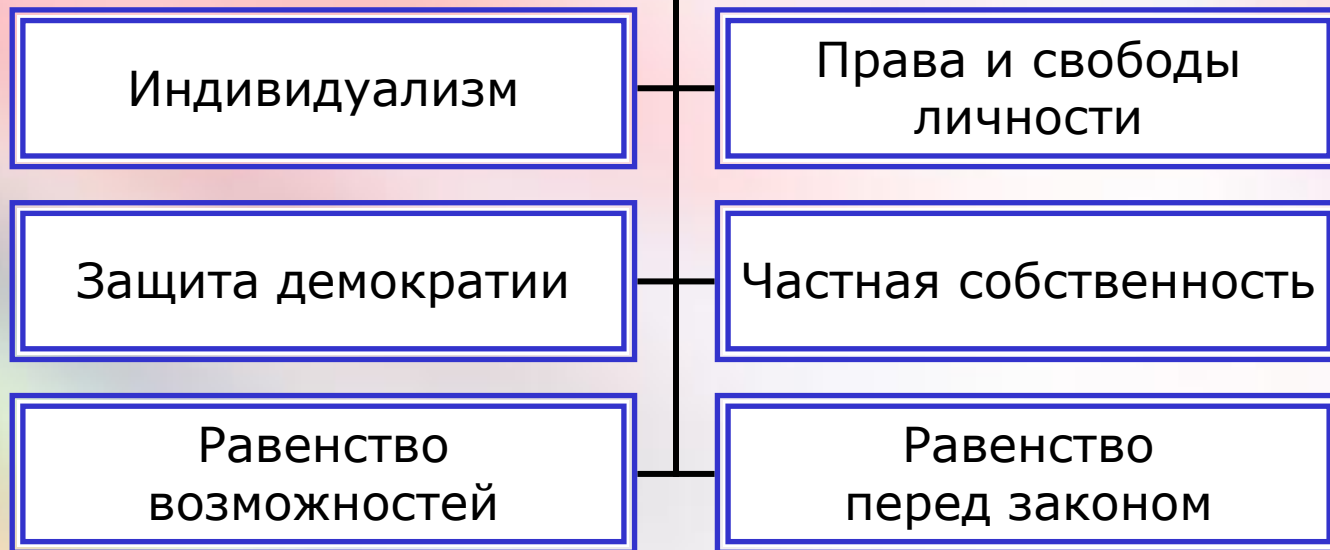 Индивидуализм
Права и свободы
личности
Защита демократии
Частная собственность
Равенство
возможностей
Равенство
перед законом